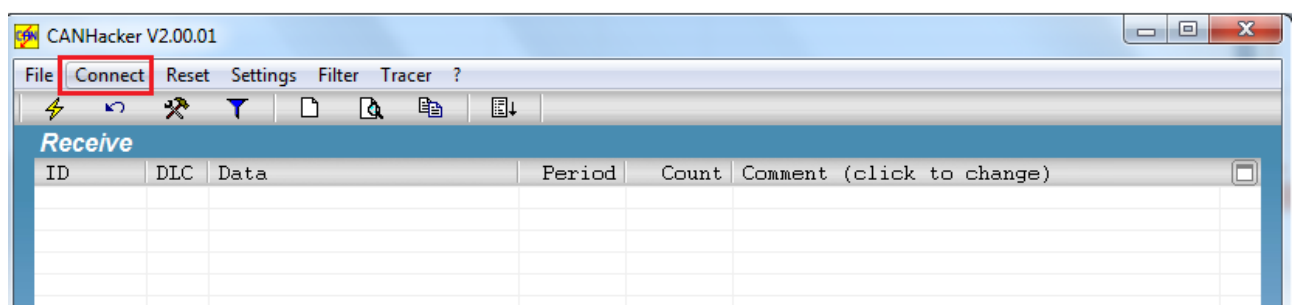 CAN CANHacker V2.00.01
File Connect Reset Settings Filter Tracer ?
Receive
ID DLC Data Period Count Comment (click to change)